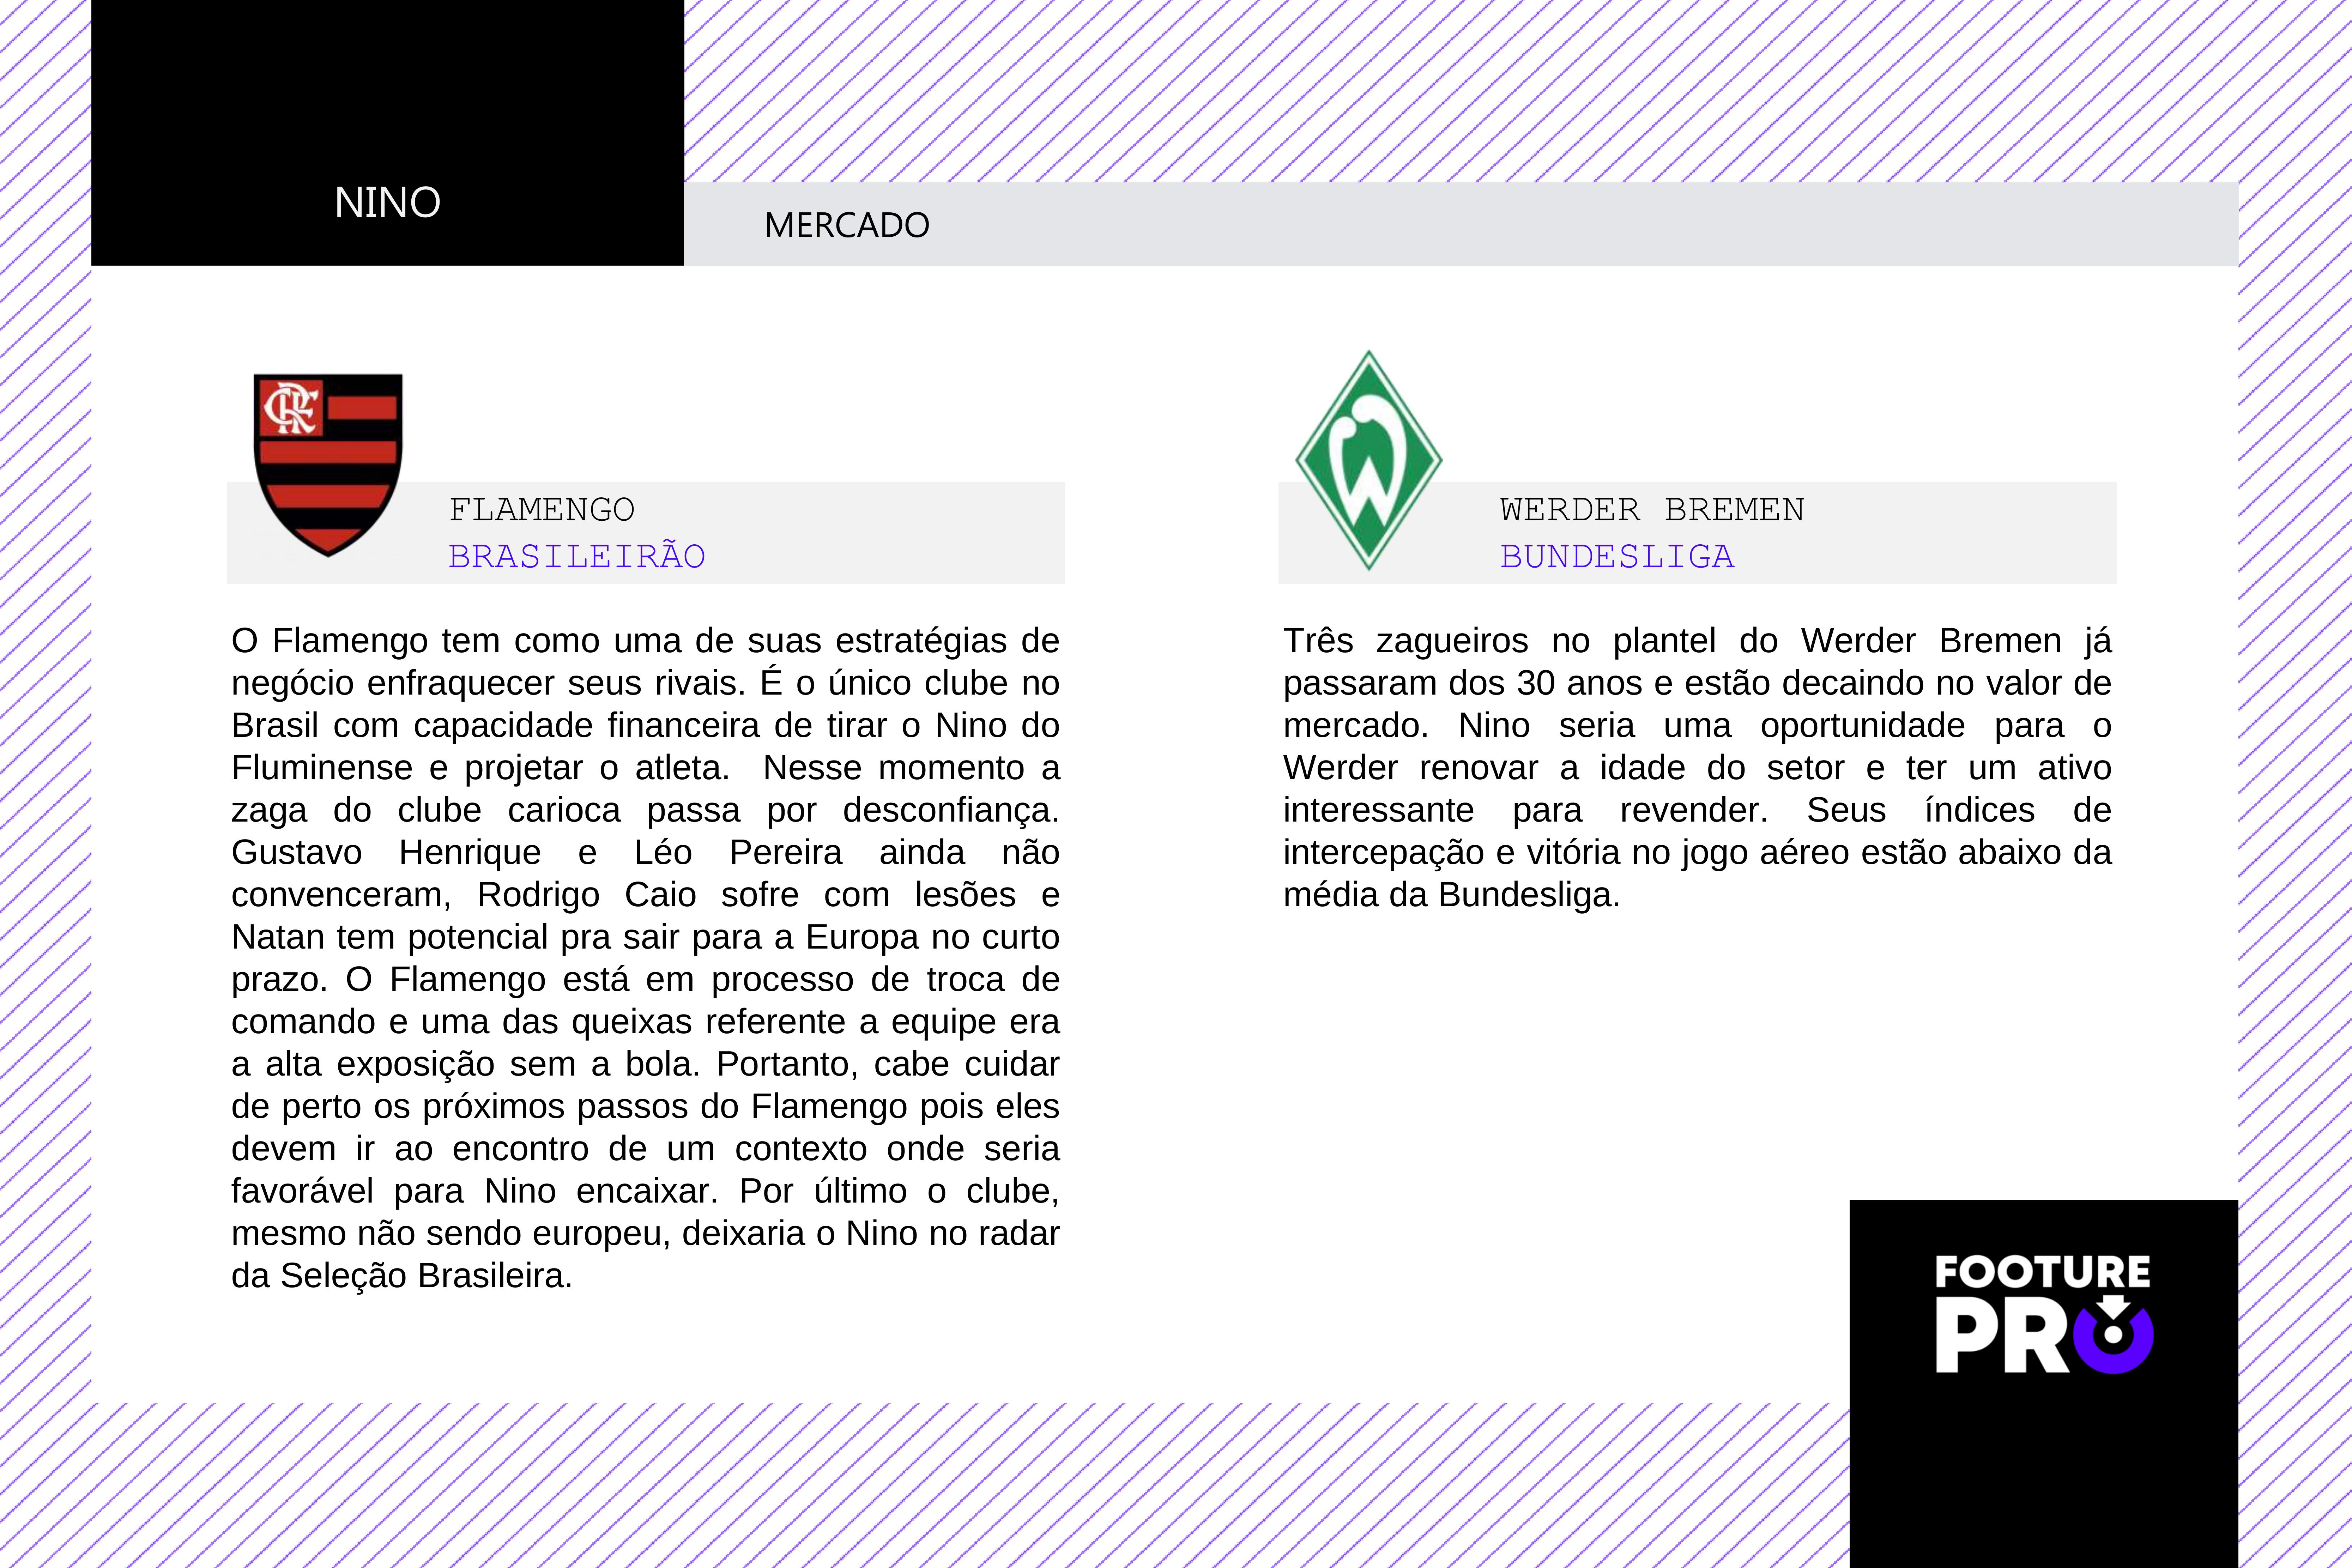 NINO
MERCADO
FLAMENGO
BRASILEIRÃO
O Flamengo tem como uma de suas estratégias de
negócio enfraquecer seus rivais. É o único clube no
Brasil com capacidade financeira de tirar o Nino do
Fluminense e projetar o atleta.  Nesse momento a
zaga do clube carioca passa por desconfiança.
Gustavo Henrique e Léo Pereira ainda não
convenceram, Rodrigo Caio sofre com lesões e
Natan tem potencial pra sair para a Europa no curto
prazo. O Flamengo está em processo de troca de
comando e uma das queixas referente a equipe era
a alta exposição sem a bola. Portanto, cabe cuidar
de perto os próximos passos do Flamengo pois eles
devem ir ao encontro de um contexto onde seria
favorável para Nino encaixar. Por último o clube,
mesmo não sendo europeu, deixaria o Nino no radar
da Seleção Brasileira.
WERDER BREMEN
BUNDESLIGA
Três zagueiros no plantel do Werder Bremen já
passaram dos 30 anos e estão decaindo no valor de
mercado. Nino seria uma oportunidade para o
Werder renovar a idade do setor e ter um ativo
interessante para revender. Seus índices de
intercepação e vitória no jogo aéreo estão abaixo da
média da Bundesliga.
FOOTURE
PRO